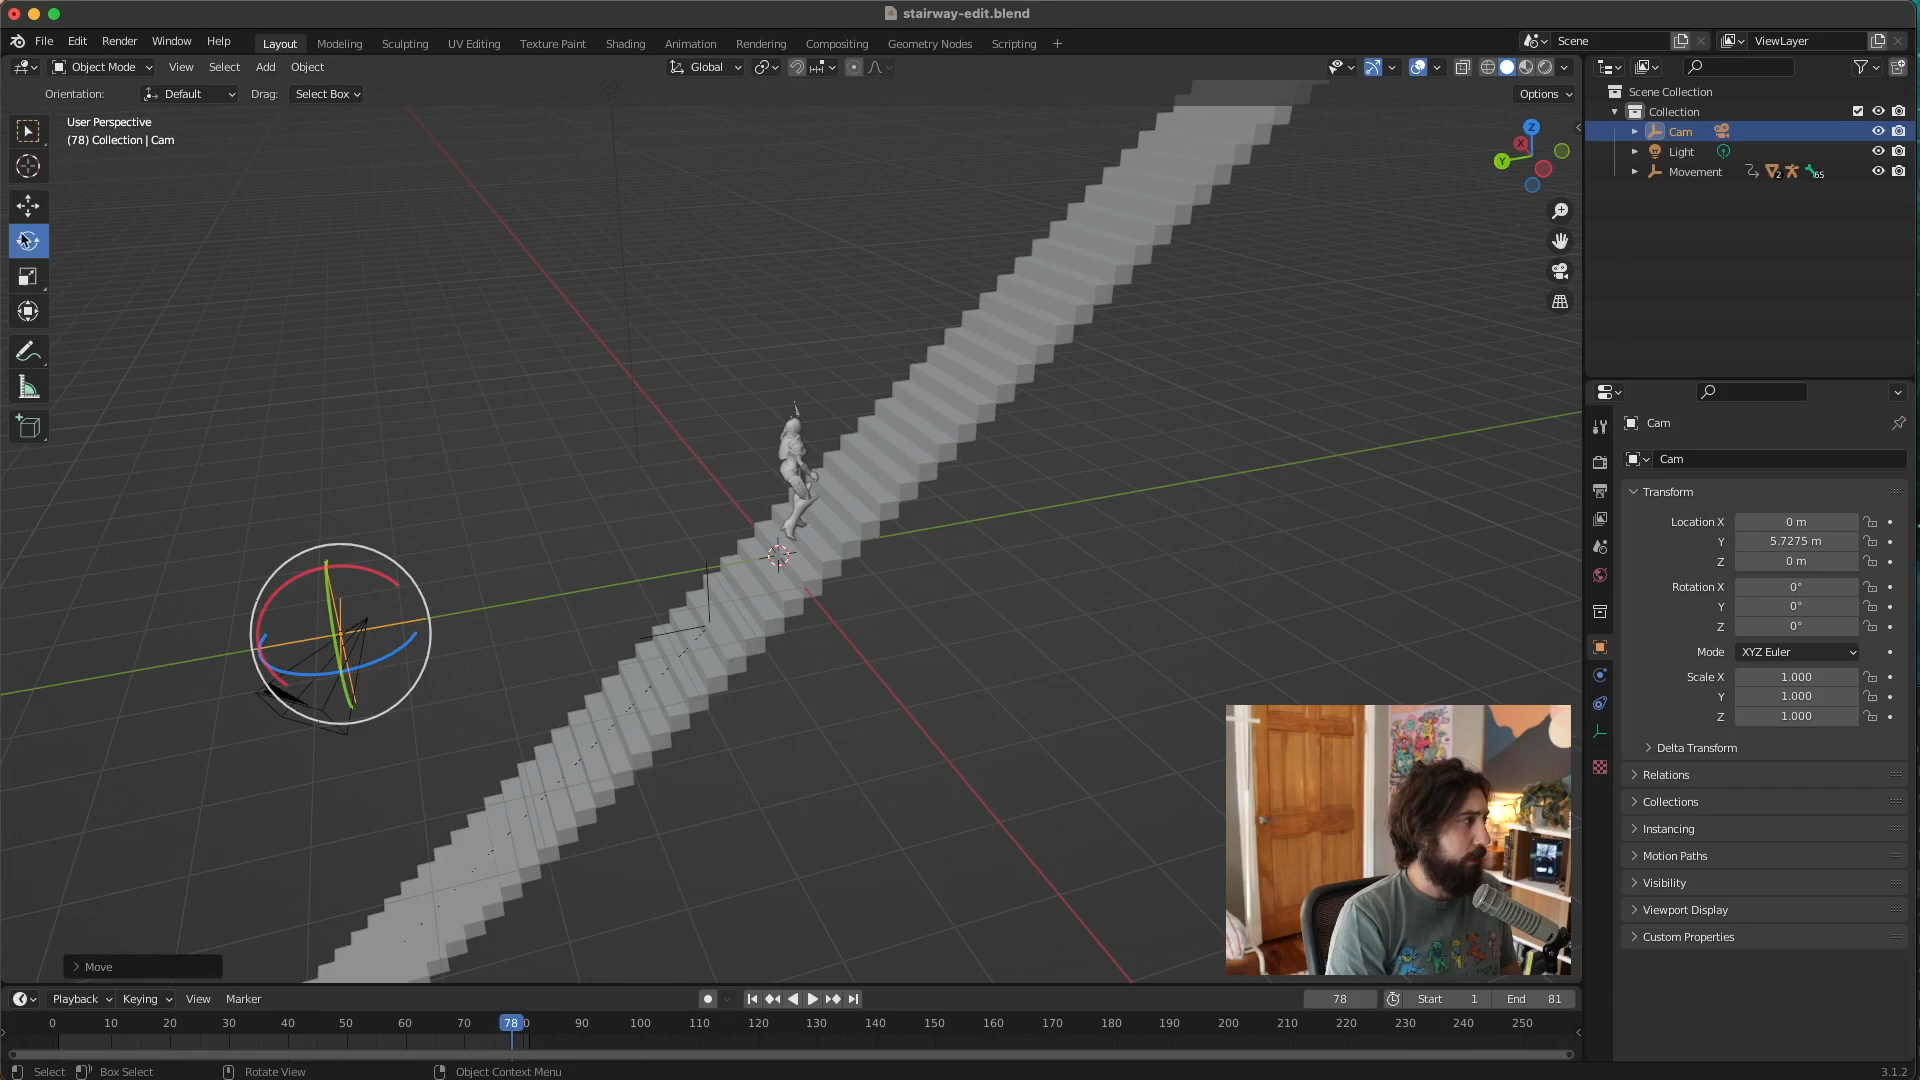 stairway-edit.blend
File Edit Render Window Help Layout Modeling Sculpting UV Editing Texture Paint Shading Animation Rendering Compositing Geometry Nodes Scripting + Scene ViewLayer
Object Mode View Select Add Object Global
Orientation: Default Drag: Select Box Options
User Perspective
(78) Collection | Cam
Z
X
Y
Scene Collection
Collection
Cam
Light
Movement 2 65
Cam
Cam
Transform
Location X 0 m
Y 5.7275 m
Z 0 m
Rotation X 0°
Y 0°
Z 0°
Mode XYZ Euler
Scale X 1.000
Y 1.000
Z 1.000
Delta Transform
Relations
Collections
Instancing
Motion Paths
Visibility
Viewport Display
Custom Properties
Move
Playback Keying View Marker 78 Start 1 End 81
0 10 20 30 40 50 60 70 78 0 90 100 110 120 130 140 150 160 170 180 190 200 210 220 230 240 250
Select Box Select Rotate View Object Context Menu 3.1.2